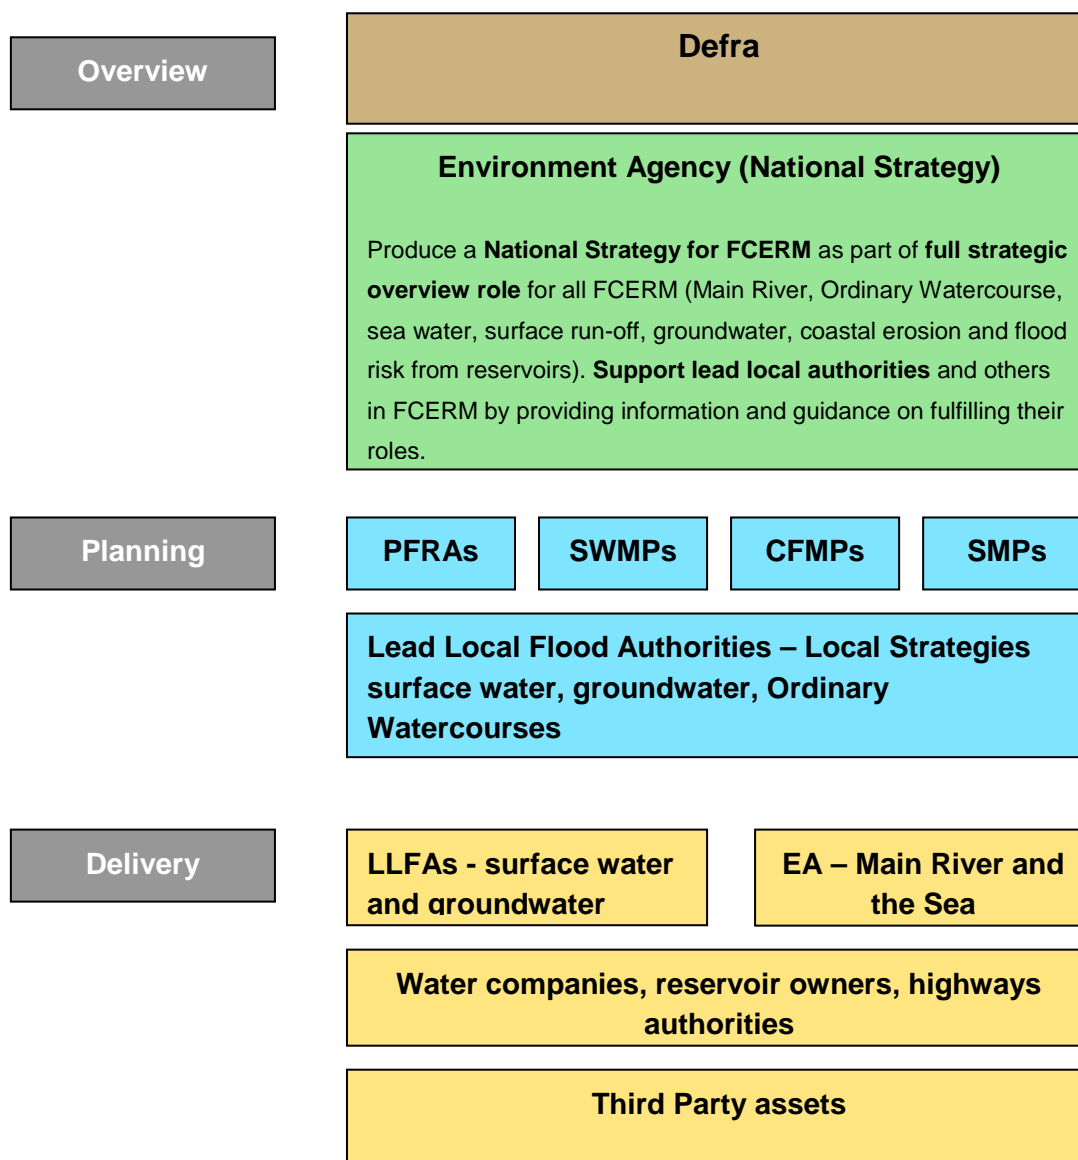 Overview
Defra
Environment Agency (National Strategy)
Produce a National Strategy for FCERM as part of full strategic
overview role for all FCERM (Main River, Ordinary Watercourse,
sea water, surface run-off, groundwater, coastal erosion and flood
risk from reservoirs). Support lead local authorities and others
in FCERM by providing information and guidance on fulfilling their
roles.
Planning
PFRAs
SWMPs
CFMPs
SMPs
Lead Local Flood Authorities – Local Strategies
surface water, groundwater, Ordinary
Watercourses
Delivery
LLFAs - surface water
and groundwater
EA – Main River and
the Sea
Water companies, reservoir owners, highways
authorities
Third Party assets